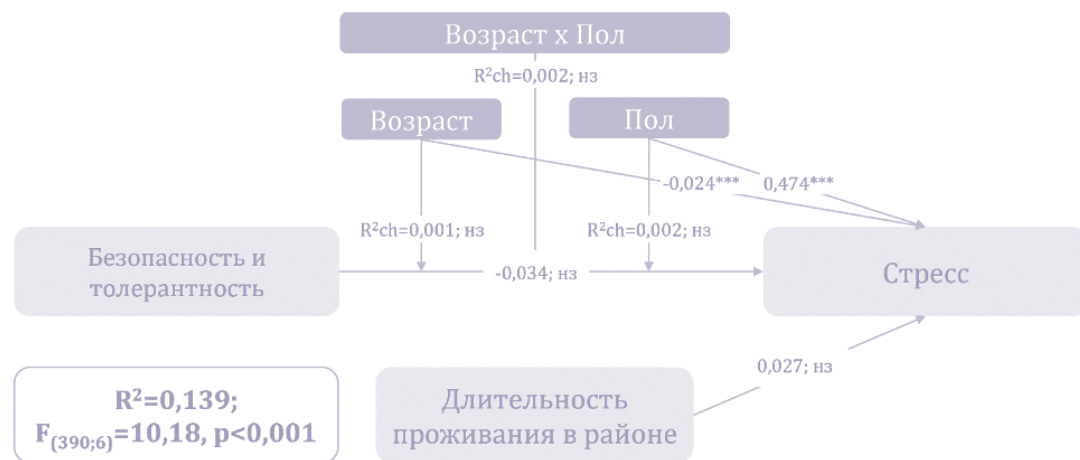 Возраст x Пол
R²ch=0,002; нз
Возраст
Пол
-0,024***
0,474***
R²ch=0,001; нз
R²ch=0,002; нз
Безопасность и
толерантность
-0,034; нз
Стресс
0,027; нз
R²=0,139;
F(390;6)=10,18, p<0,001
Длительность
проживания в районе